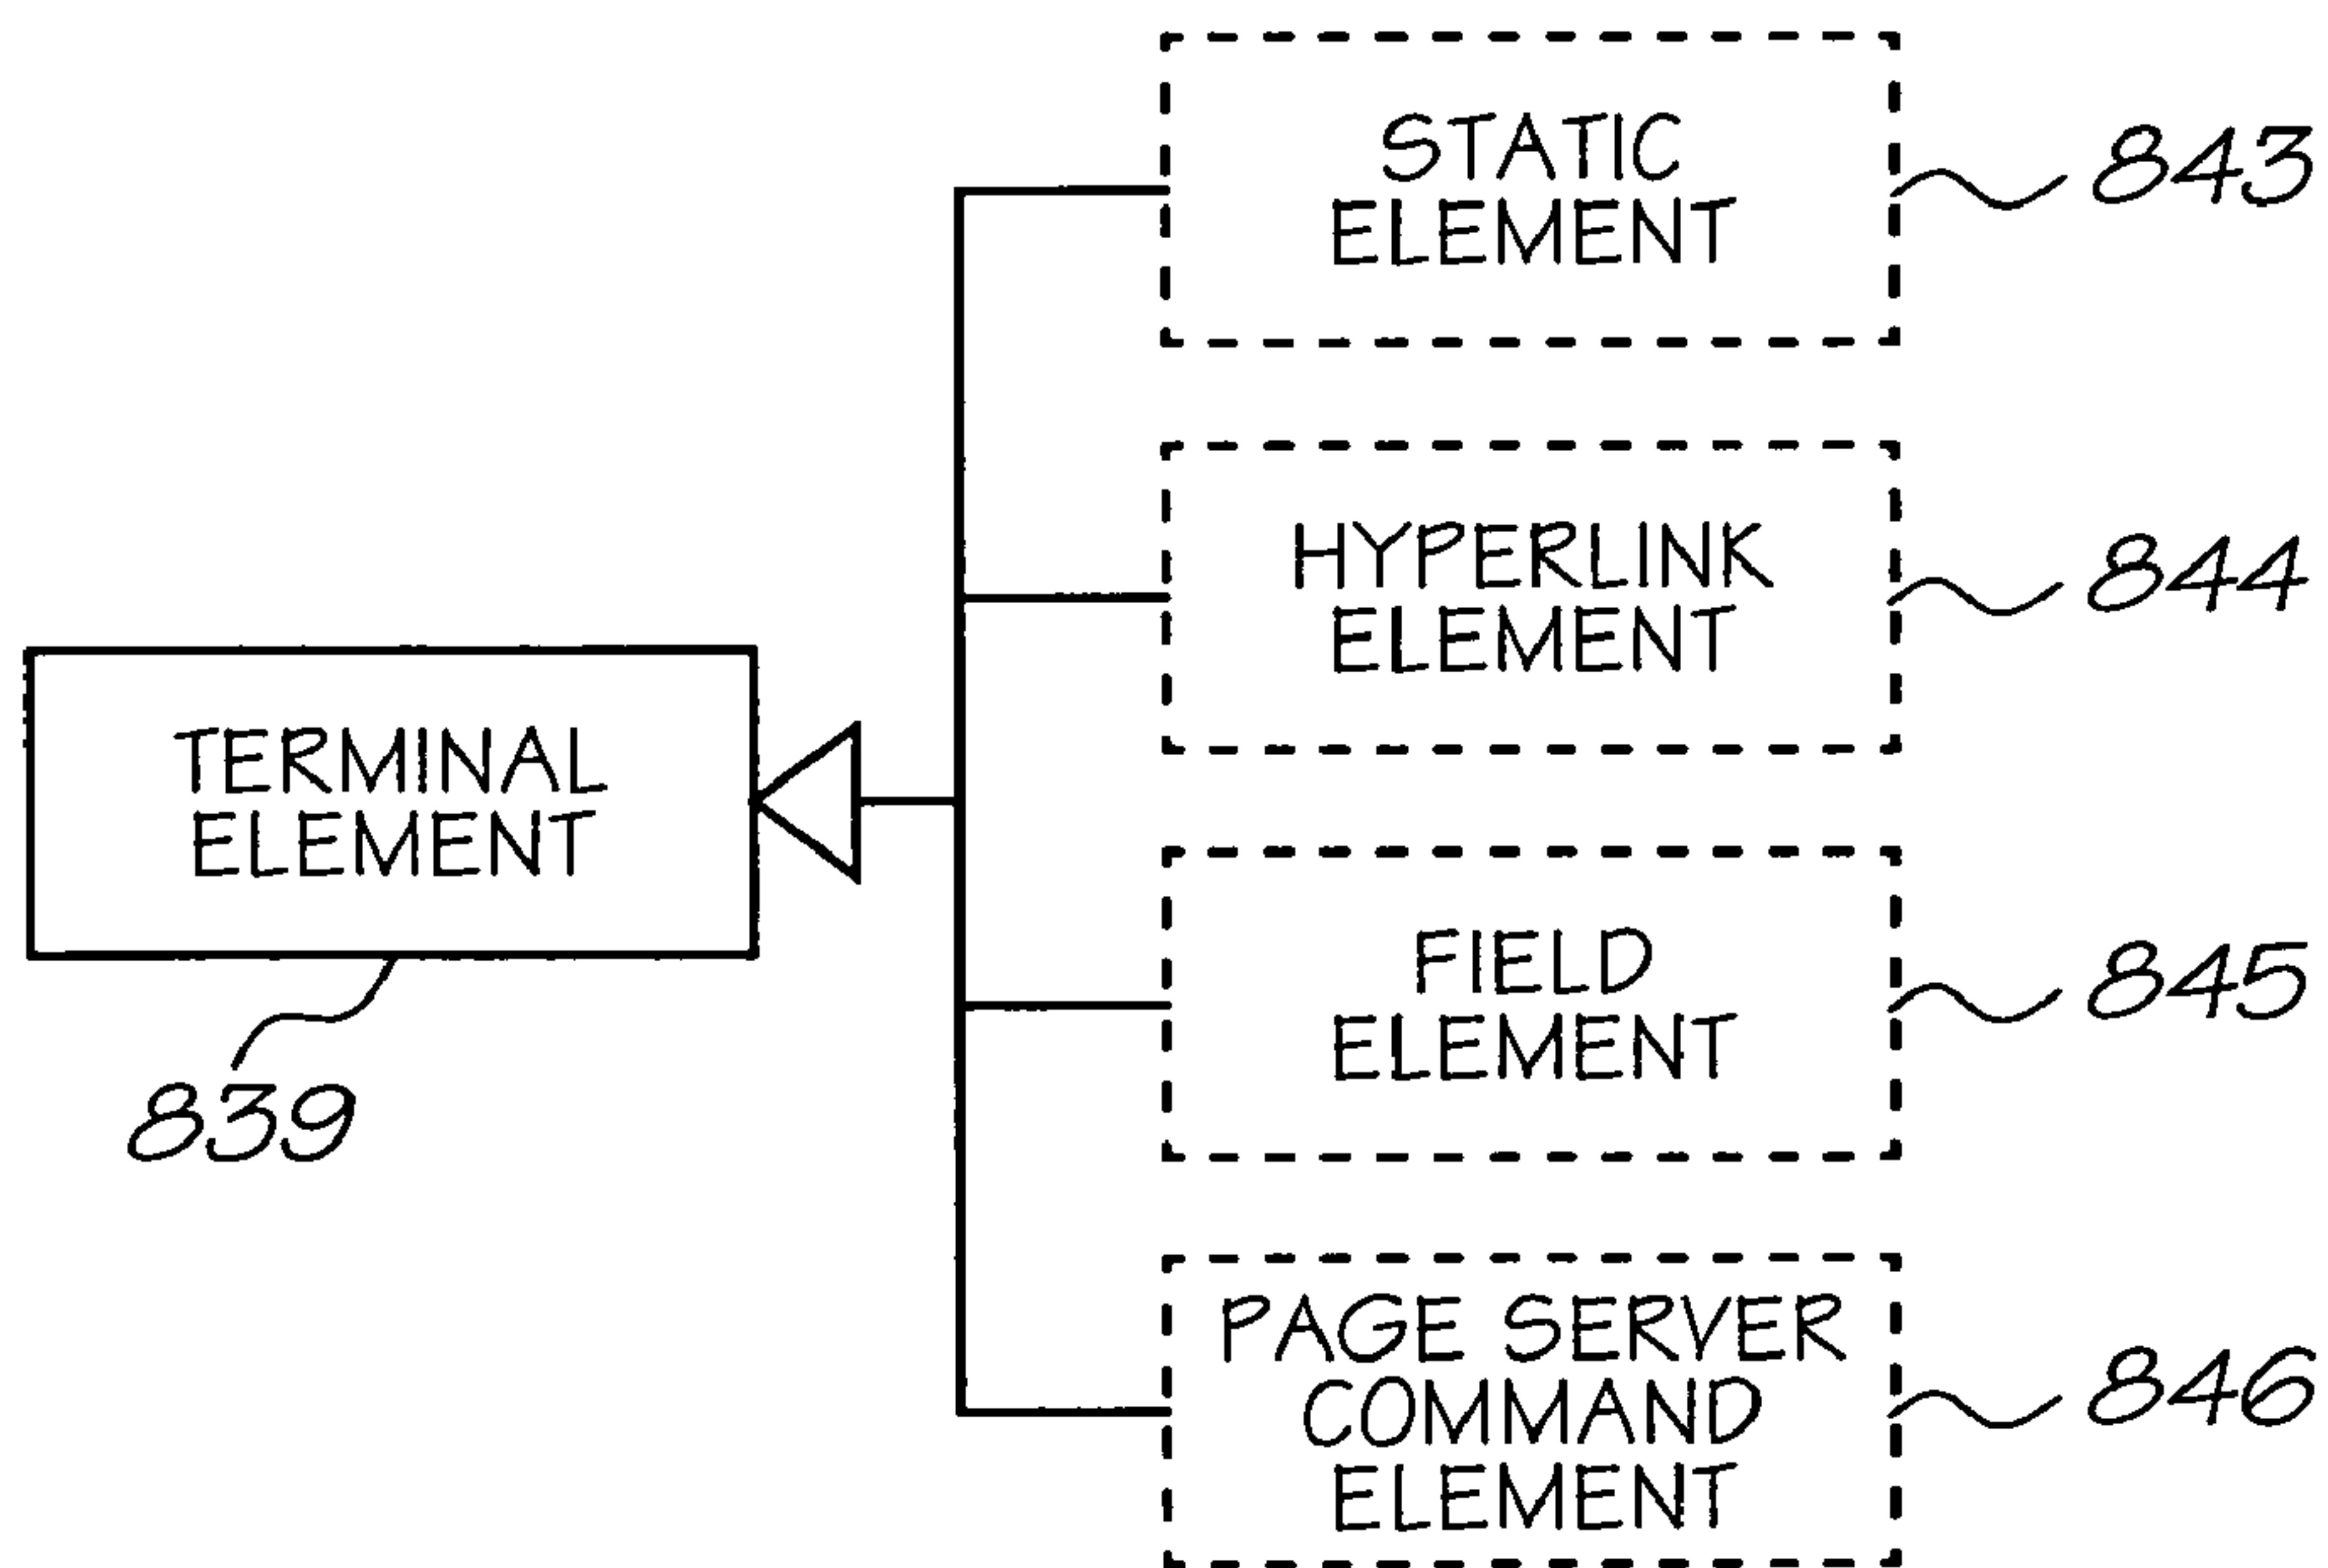 STATIC
ELEMENT
843
HYPERLINK
ELEMENT
844
TERMINAL
ELEMENT
839
FIELD
ELEMENT
845
PAGE SERVER
COMMAND
ELEMENT
846